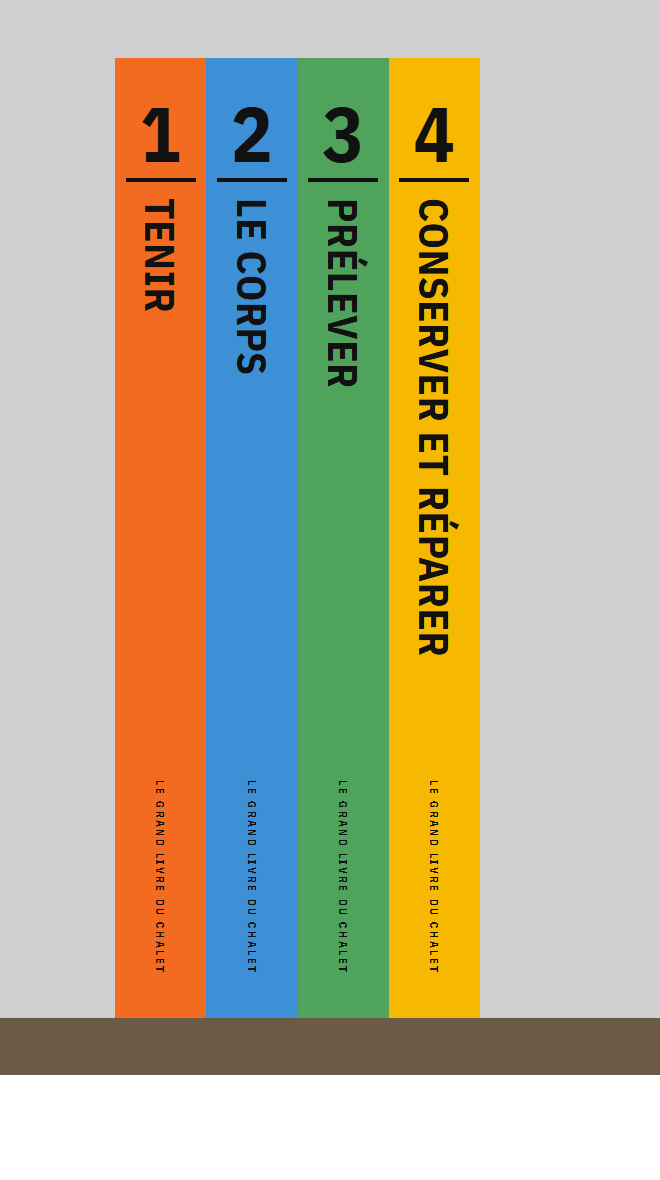 1
TENIR
LE GRAND LIVRE DU CHALET
2
LE CORPS
LE GRAND LIVRE DU CHALET
3
PRÉLEVER
LE GRAND LIVRE DU CHALET
4
CONSERVER ET RÉPARER
LE GRAND LIVRE DU CHALET